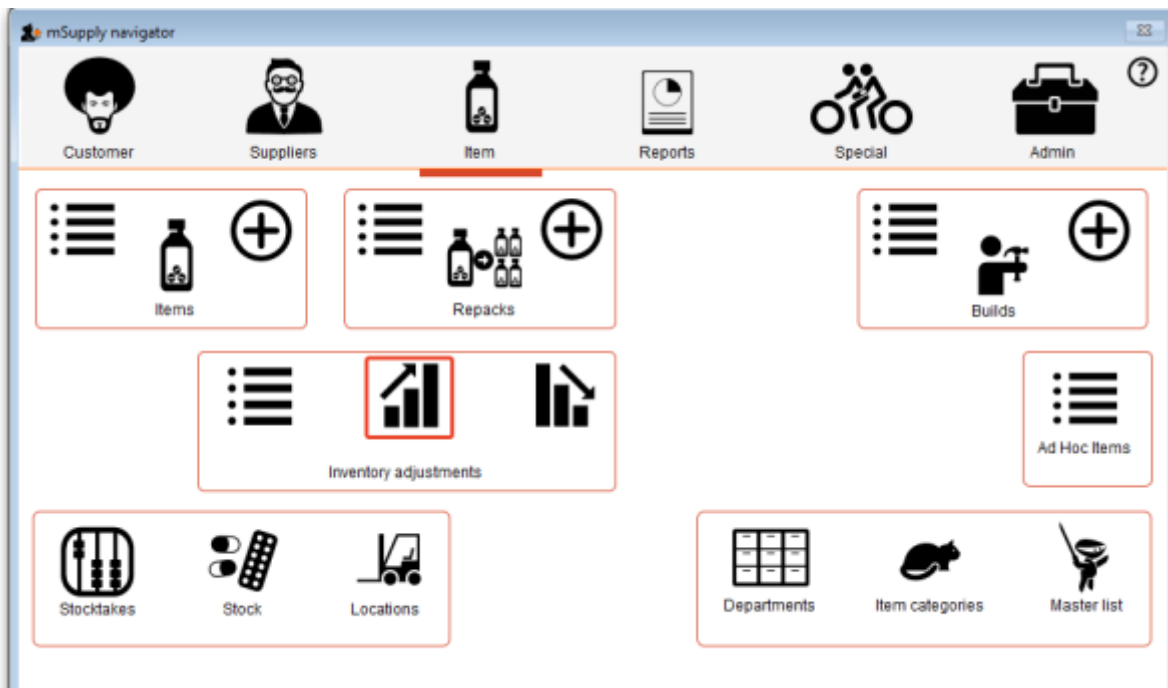 mSupply navigator
Customer
Suppliers
Item
Reports
Special
Admin
Items
Repacks
Builds
Inventory adjustments
Ad Hoc Items
Stocktakes
Stock
Locations
Departments
Item categories
Master list